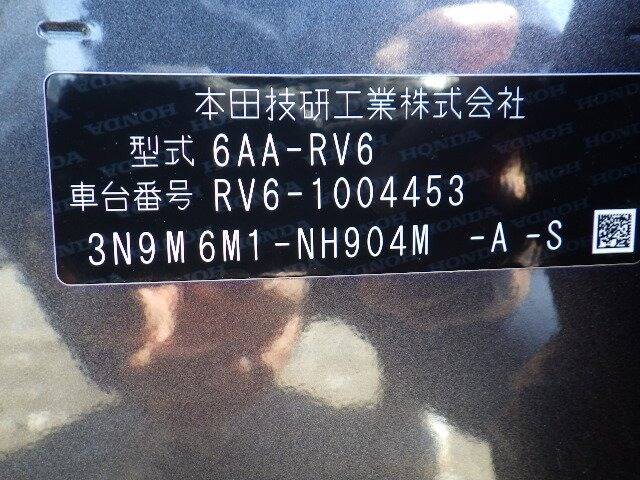 本田技研工業株式会社
型式 6AA-RV6
車台番号 RV6-1004453
3N9M6M1-NH904M -A-S